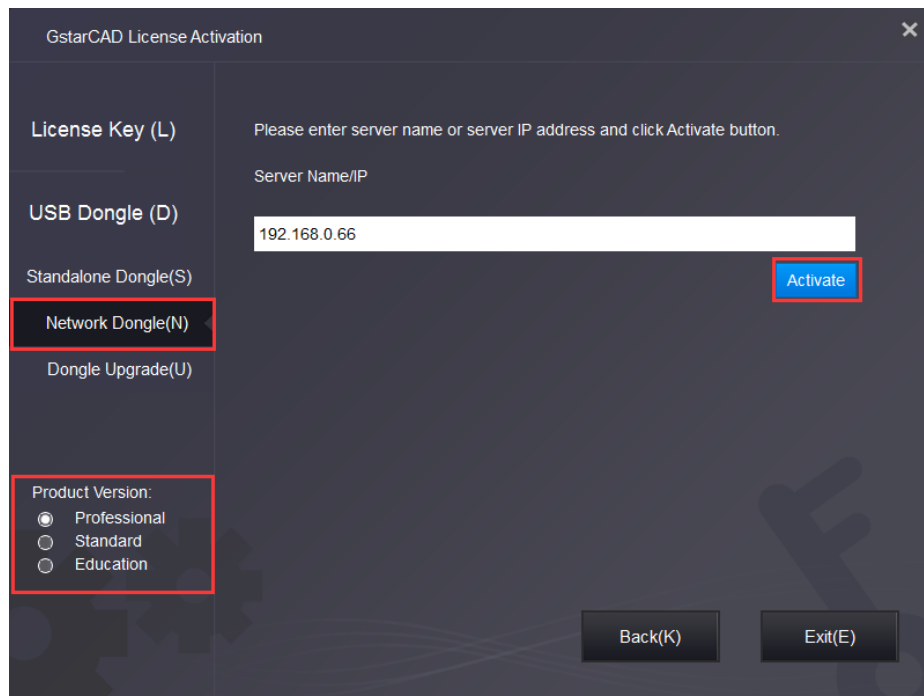 GstarCAD License Activation
License Key (L)
USB Dongle (D)
Standalone Dongle(S)
Network Dongle(N)
Dongle Upgrade(U)
Product Version:
Professional
Standard
Education
Please enter server name or server IP address and click Activate button.
Server Name/IP
192.168.0.66
Activate
Back(K)
Exit(E)